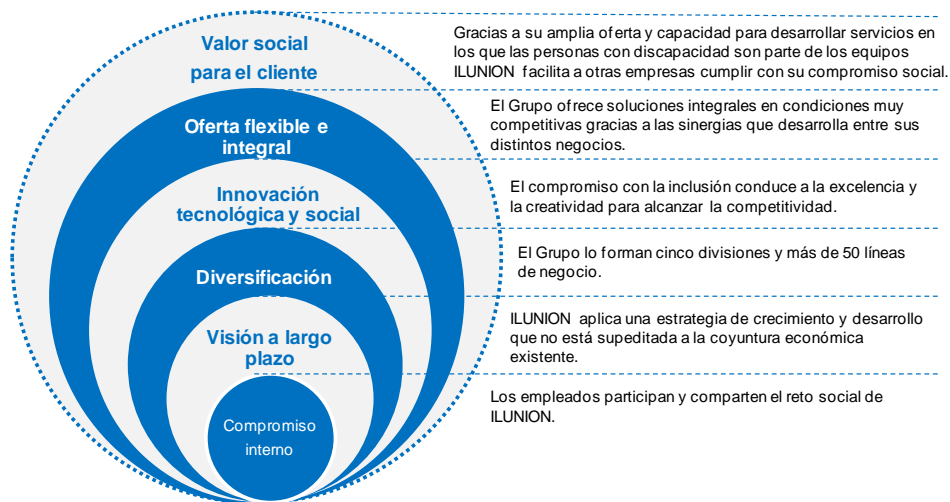 Valor social
para el cliente
Gracias a su amplia oferta y capacidad para desarrollar servicios en
los que las personas con discapacidad son parte de los equipos
ILUNION facilita a otras empresas cumplir con su compromiso social.
Oferta flexible e
integral
El Grupo ofrece soluciones integrales en condiciones muy
competitivas gracias a las sinergias que desarrolla entre sus
distintos negocios.
Innovación
tecnológica y social
El compromiso con la inclusión conduce a la excelencia y
la creatividad para alcanzar la competitividad.
Diversificación
El Grupo lo forman cinco divisiones y más de 50 líneas
de negocio.
Visión a largo
plazo
ILUNION aplica una estrategia de crecimiento y desarrollo
que no está supeditada a la coyuntura económica
existente.
Compromiso
interno
Los empleados participan y comparten el reto social de
ILUNION.